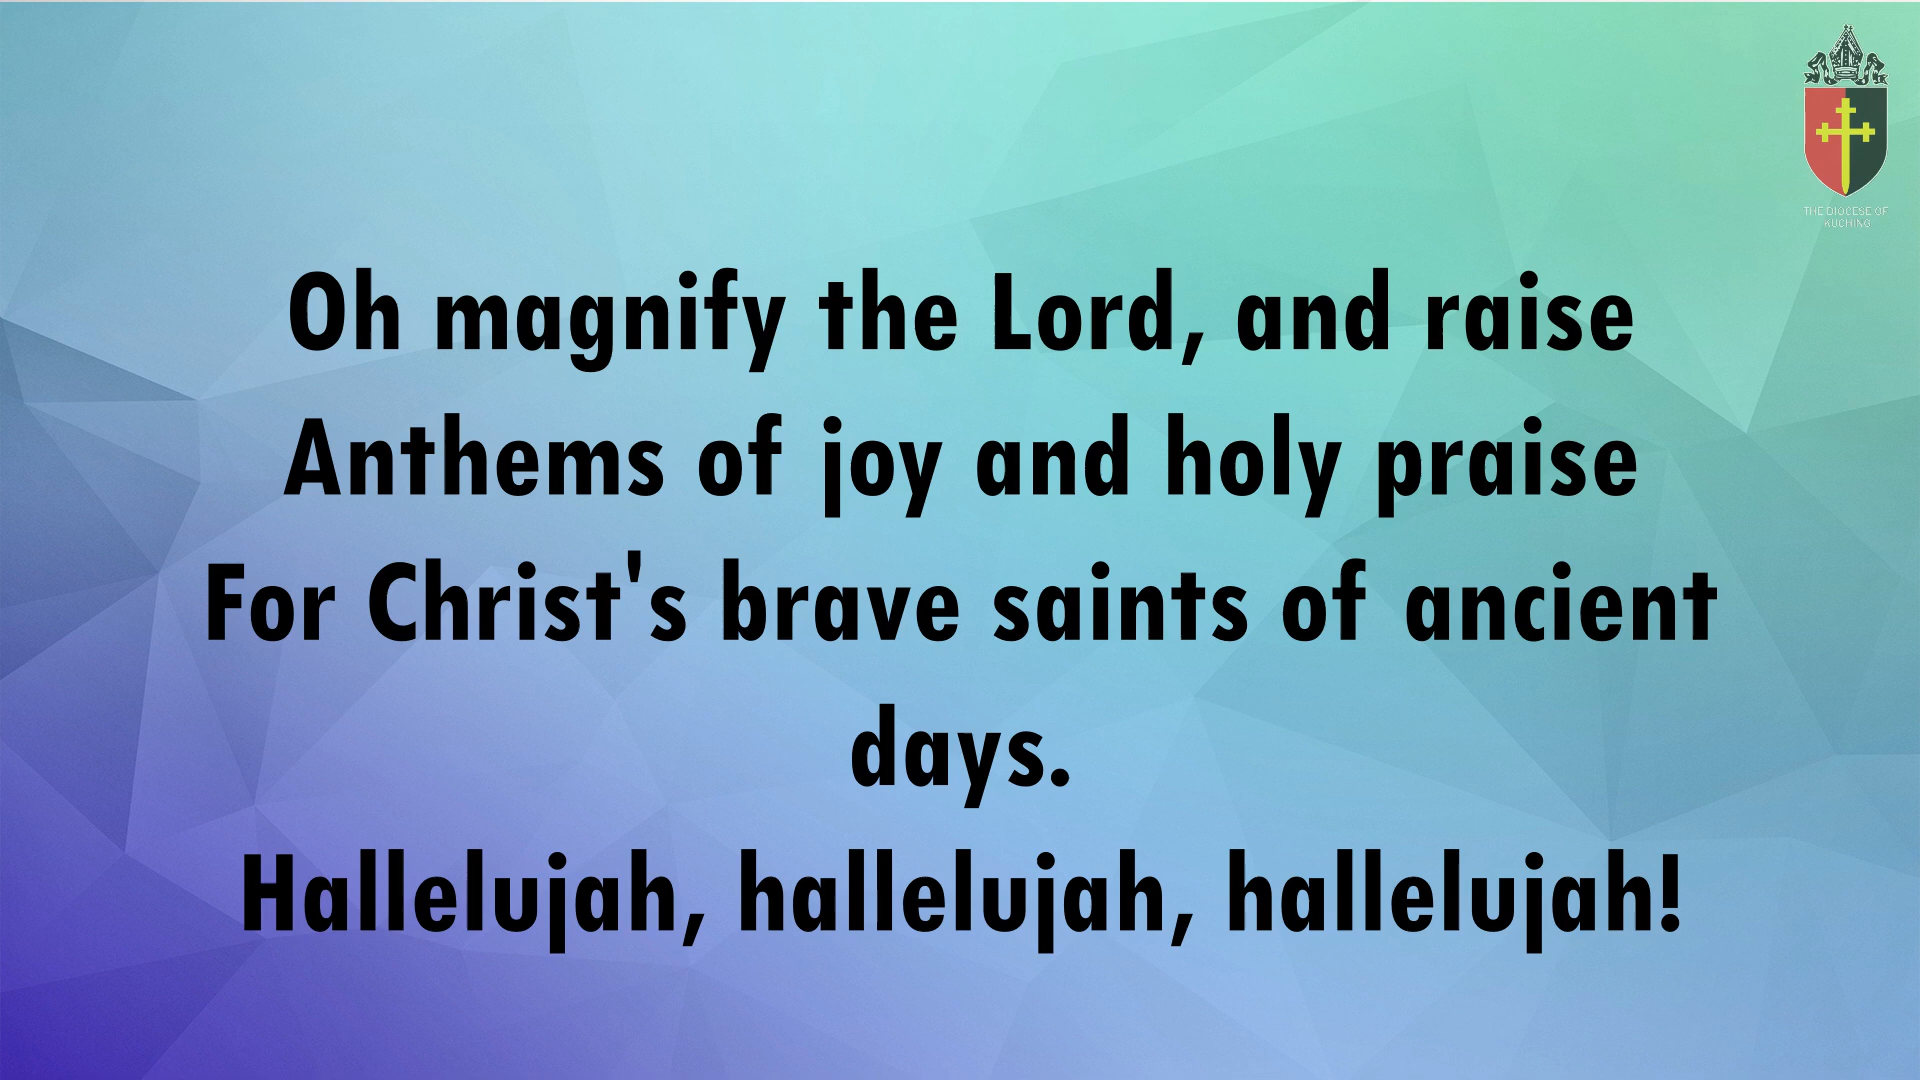 THE DIOCESE OF
KUCHING
Oh magnify the Lord, and raise
Anthems of joy and holy praise
For Christ's brave saints of ancient
days.
Hallelujah, hallelujah, hallelujah!